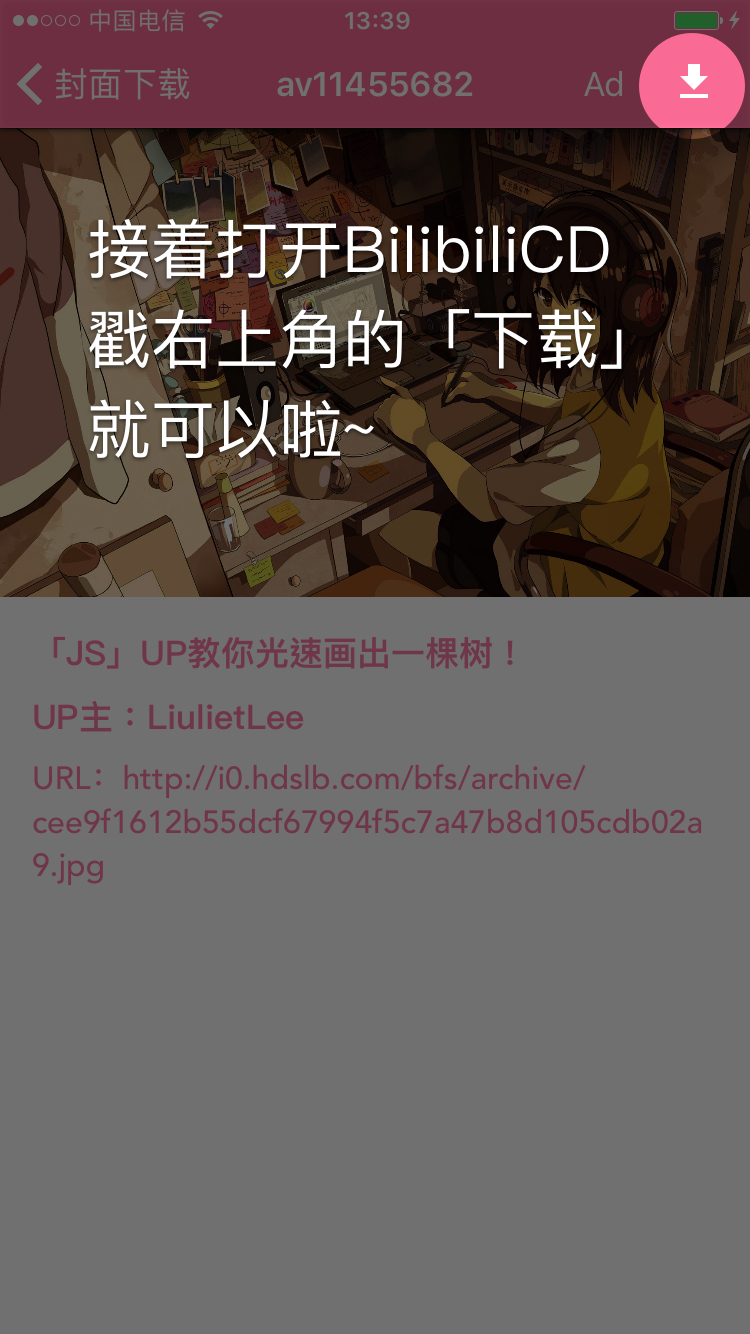 中国电信 13:39
封面下载 av11455682 Ad
接着打开BilibiliCD
戳右上角的「下载」
就可以啦~
「JS」UP教你光速画出一棵树！
UP主：LiulietLee
URL：http://i0.hdslb.com/bfs/archive/
cee9f1612b55dcf67994f5c7a47b8d105cdb02a
9.jpg